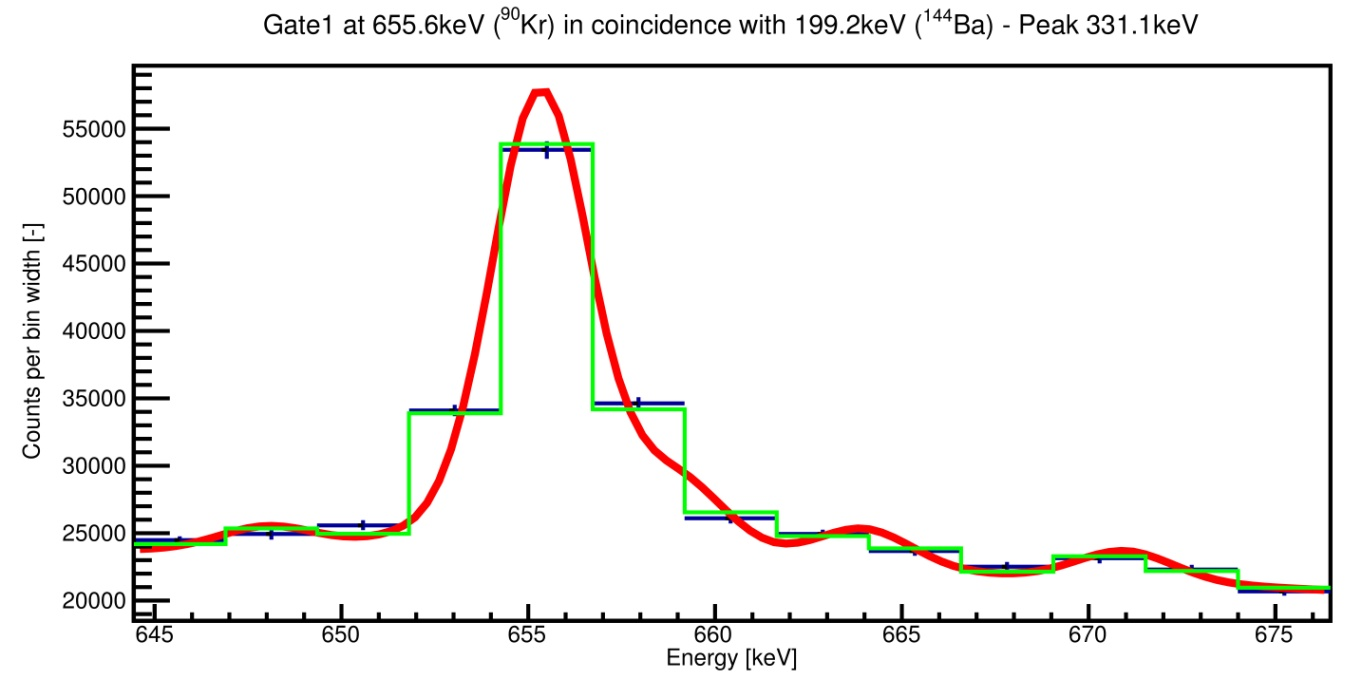 Gate1 at 655.6keV (⁹⁰Kr) in coincidence with 199.2keV (¹⁴⁴Ba) - Peak 331.1keV
Counts per bin width [-]
55000
50000
45000
40000
35000
30000
25000
20000
645 650 655 660 665 670 675
Energy [keV]